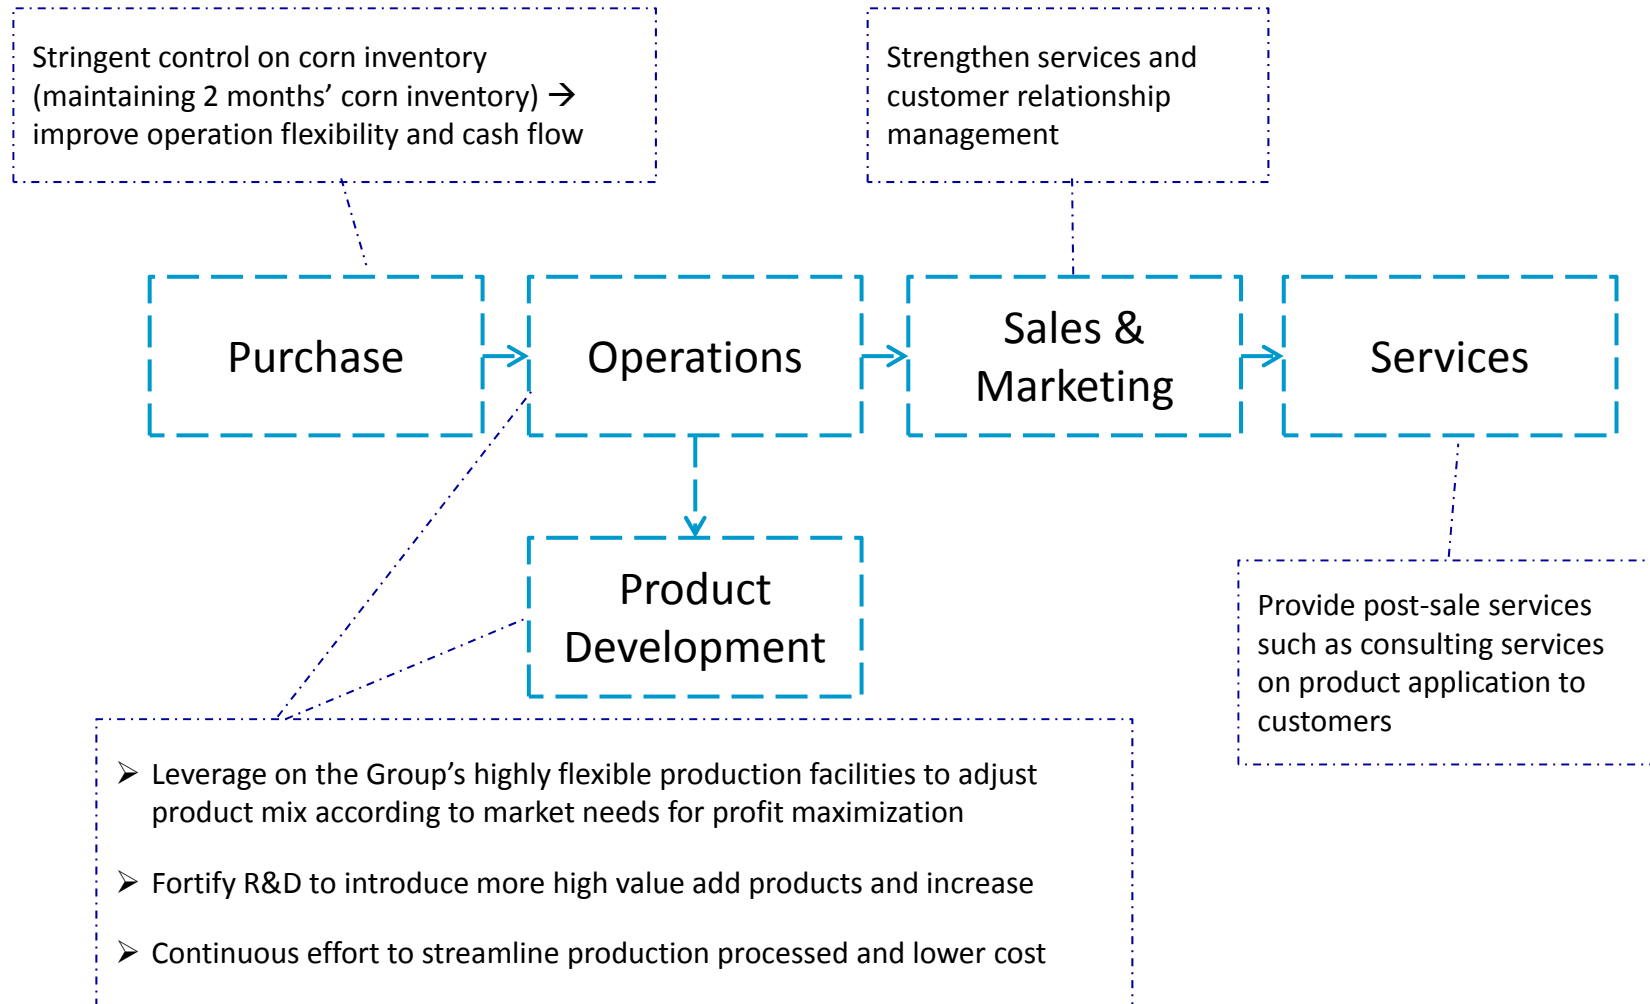 Stringent control on corn inventory
(maintaining 2 months’ corn inventory) →
improve operation flexibility and cash flow
Strengthen services and
customer relationship
management
Purchase
Operations
Sales &
Marketing
Services
Product
Development
Provide post-sale services
such as consulting services
on product application to
customers
➢ Leverage on the Group’s highly flexible production facilities to adjust
product mix according to market needs for profit maximization
➢ Fortify R&D to introduce more high value add products and increase
➢ Continuous effort to streamline production processed and lower cost